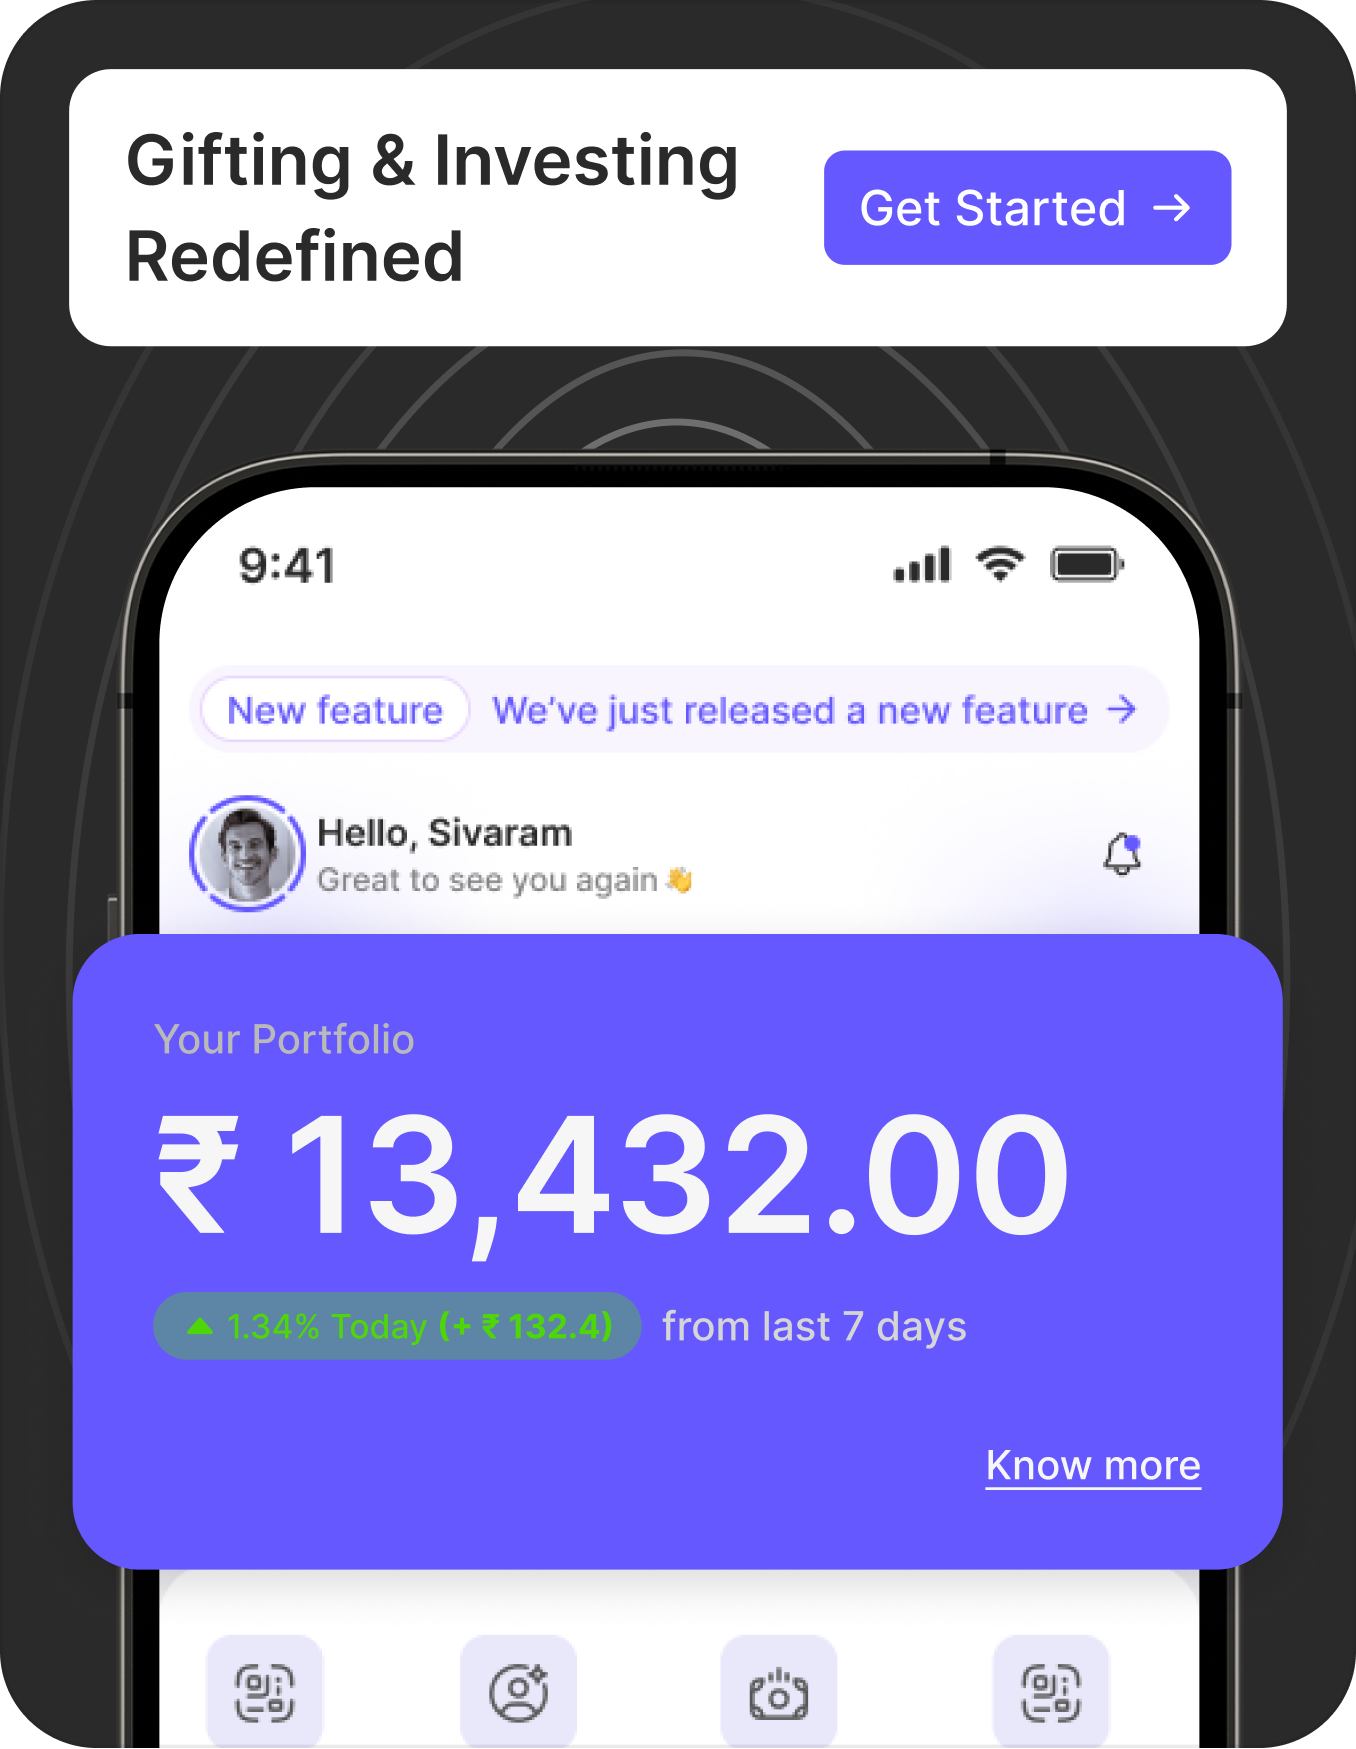 Gifting & Investing
Redefined
Get Started →
9:41
New feature We've just released a new feature →
Hello, Sivaram
Great to see you again 👋
Your Portfolio
₹ 13,432.00
▲ 1.34% Today (+ ₹ 132.4) from last 7 days
Know more